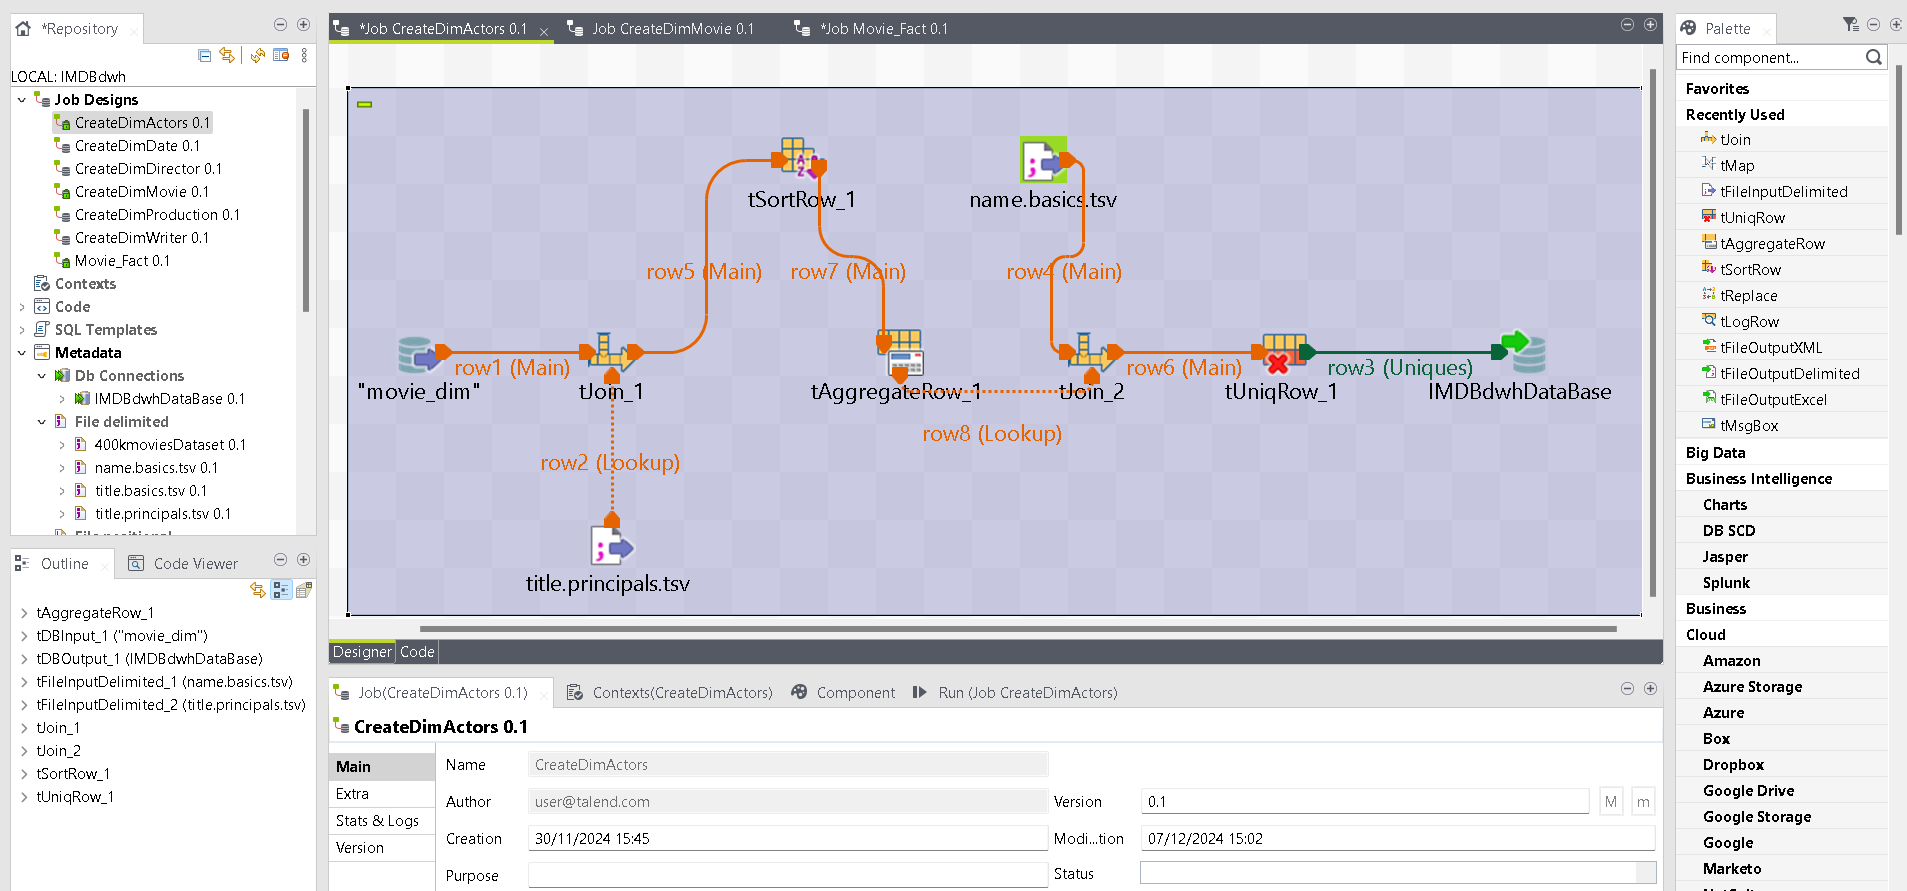 *Repository
LOCAL: IMDBdwh
Job Designs
CreateDimActors 0.1
CreateDimDate 0.1
CreateDimDirector 0.1
CreateDimMovie 0.1
CreateDimProduction 0.1
CreateDimWriter 0.1
Movie_Fact 0.1
Contexts
Code
SQL Templates
Metadata
Db Connections
IMDBdwhDataBase 0.1
File delimited
400kmoviesDataset 0.1
name.basics.tsv 0.1
title.basics.tsv 0.1
title.principals.tsv 0.1
File positional
Outline
Code Viewer
tAggregateRow_1
tDBInput_1 ("movie_dim")
tDBOutput_1 (IMDBdwhDataBase)
tFileInputDelimited_1 (name.basics.tsv)
tFileInputDelimited_2 (title.principals.tsv)
tJoin_1
tJoin_2
tSortRow_1
tUniqRow_1
*Job CreateDimActors 0.1
Job CreateDimMovie 0.1
*Job Movie_Fact 0.1
tSortRow_1
name.basics.tsv
row5 (Main)
row7 (Main)
row4 (Main)
row1 (Main)
row6 (Main)
row3 (Uniques)
"movie_dim"
tJoin_1
tAggregateRow_1
tJoin_2
tUniqRow_1
IMDBdwhDataBase
row8 (Lookup)
row2 (Lookup)
title.principals.tsv
Designer
Code
Job(CreateDimActors 0.1)
Contexts(CreateDimActors)
Component
Run (Job CreateDimActors)
CreateDimActors 0.1
Main
Extra
Stats & Logs
Version
Name
CreateDimActors
Author
user@talend.com
Version
0.1
M
m
Creation
30/11/2024 15:45
Modi...tion
07/12/2024 15:02
Purpose
Status
Palette
Find component...
Favorites
Recently Used
tJoin
tMap
tFileInputDelimited
tUniqRow
tAggregateRow
tSortRow
tReplace
tLogRow
tFileOutputXML
tFileOutputDelimited
tFileOutputExcel
tMsgBox
Big Data
Business Intelligence
Charts
DB SCD
Jasper
Splunk
Business
Cloud
Amazon
Azure Storage
Azure
Box
Dropbox
Google Drive
Google Storage
Google
Marketo